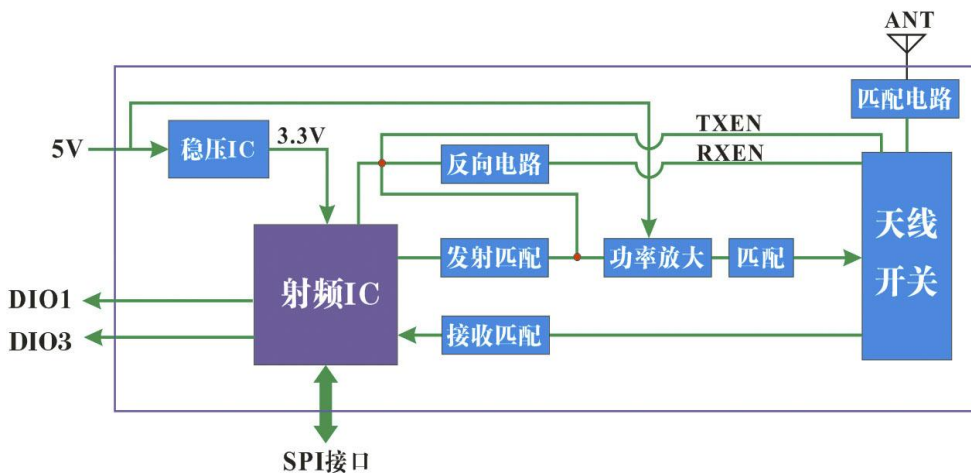 ANT
匹配电路
5V
稳压IC
3.3V
TXEN
RXEN
反向电路
天线
开关
射频IC
发射匹配
功率放大
匹配
DIO1
DIO3
接收匹配
SPI接口